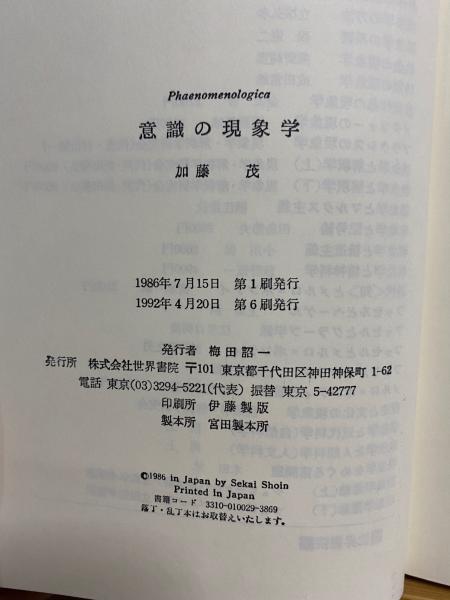 Phaenomenologica
意識の現象学
加藤 茂
1986年7月15日 第1刷発行
1992年4月20日 第6刷発行
発行者 梅田詔一
発行所 株式会社世界書院 〒101 東京都千代田区神田神保町1-62
電話 東京(03)3294-5221(代表) 振替 東京5-42777
印刷所 伊藤製版
製本所 宮田製本所
©1986 in Japan by Sekai Shoin
Printed in Japan
書籍コード 3310-010029-3869
落丁・乱丁本はお取替えいたします。